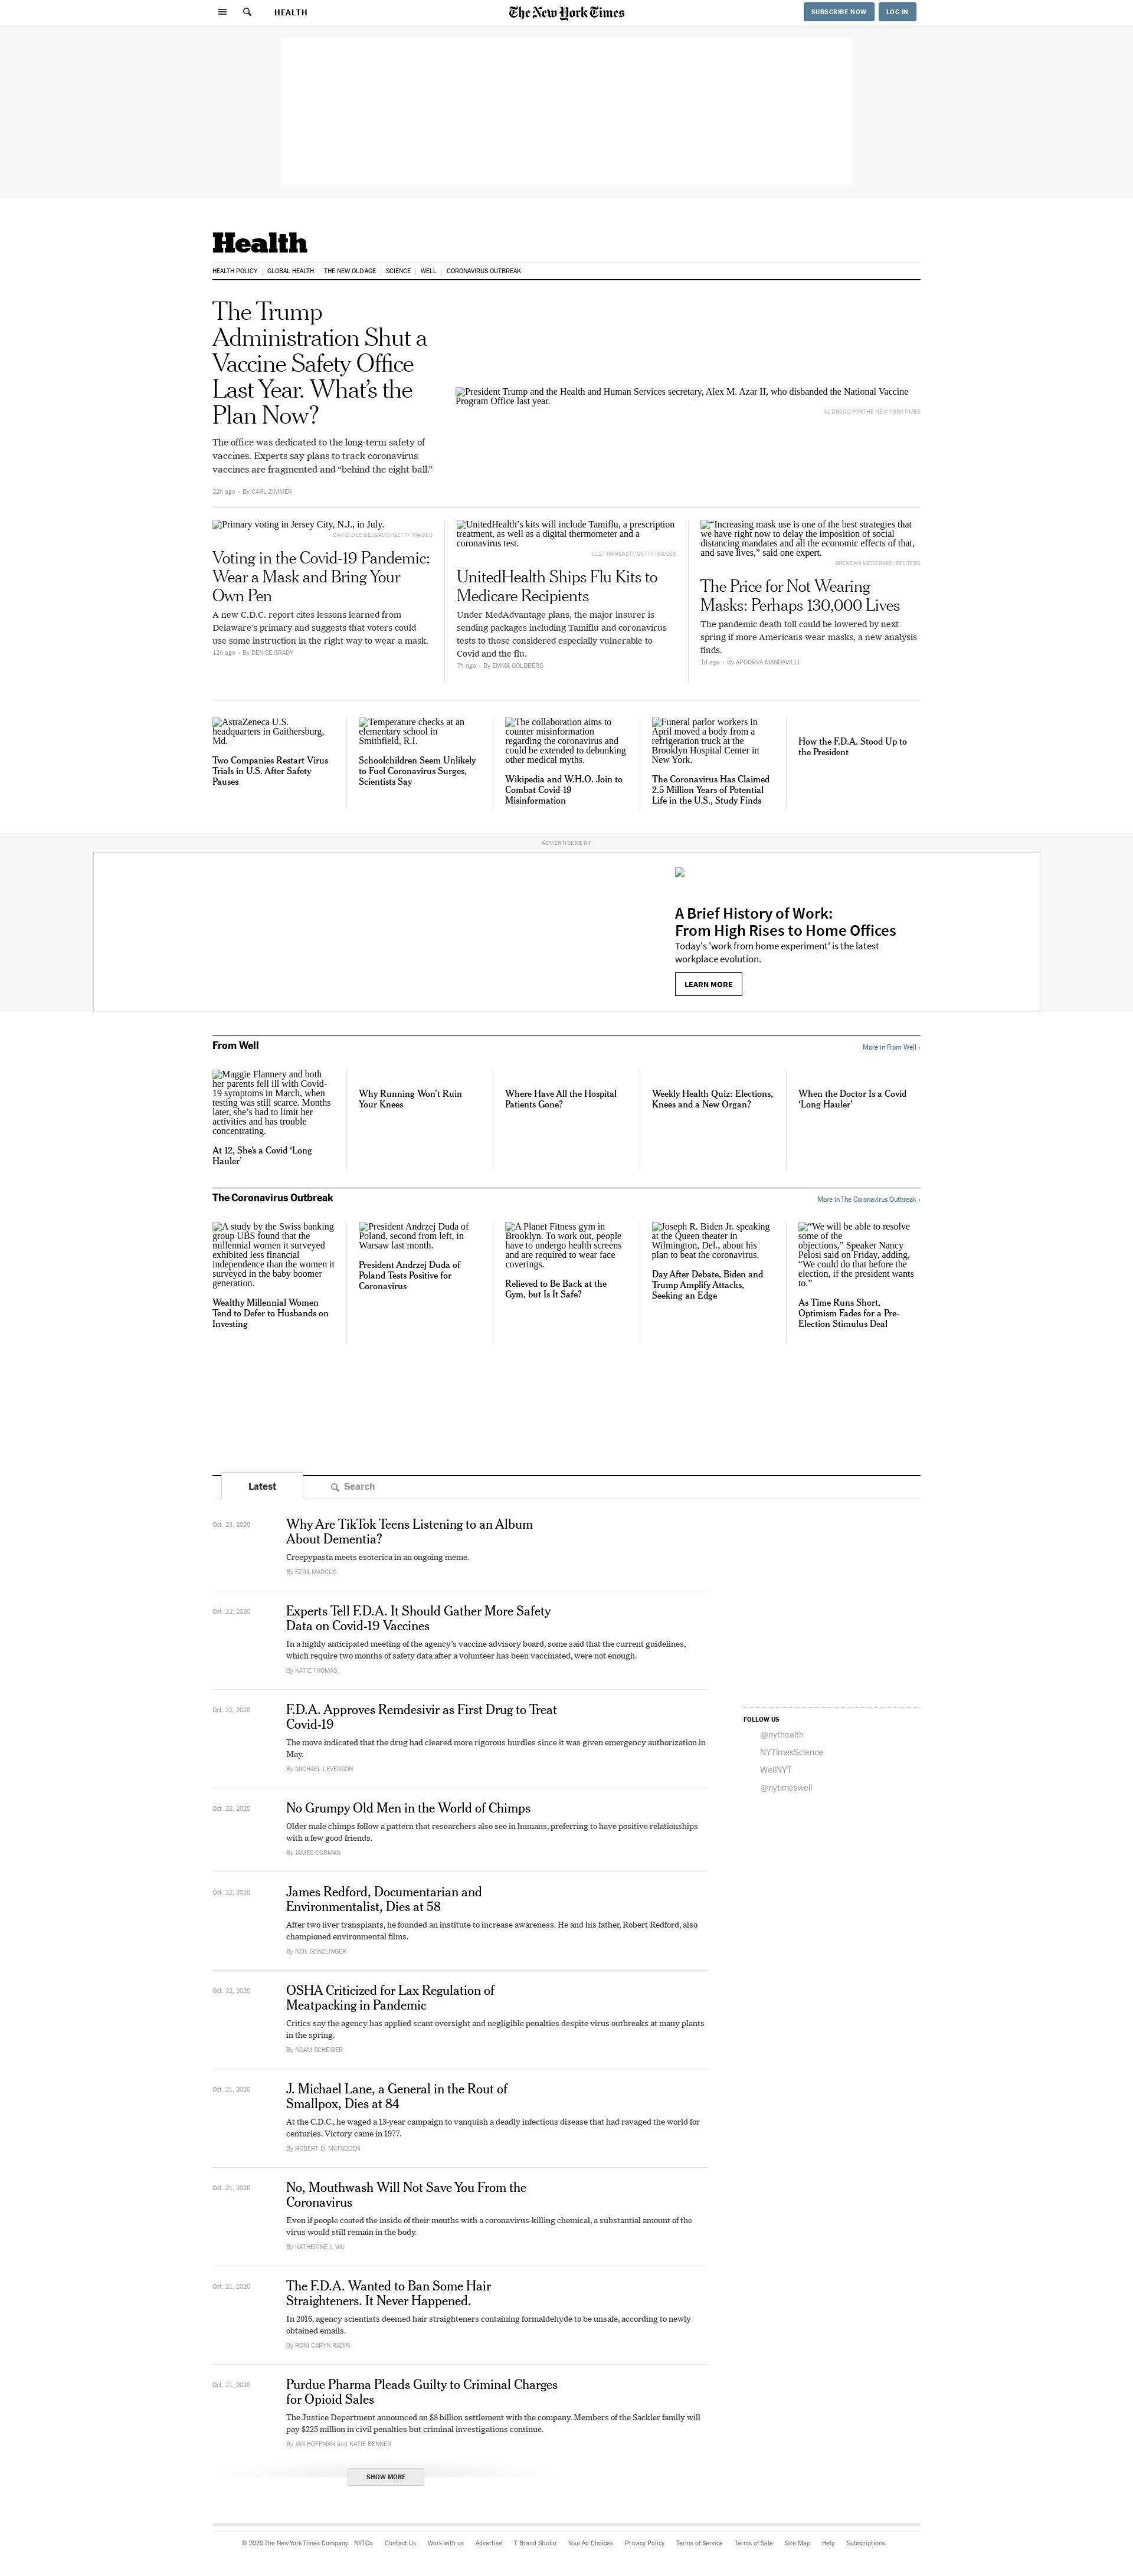 HEALTH
The New York Times
SUBSCRIBE NOW
LOG IN
Health
HEALTH POLICY
GLOBAL HEALTH
THE NEW OLD AGE
SCIENCE
WELL
CORONAVIRUS OUTBREAK
The Trump
Administration Shut a
Vaccine Safety Office
Last Year. What’s the
Plan Now?
The office was dedicated to the long-term safety of
vaccines. Experts say plans to track coronavirus
vaccines are fragmented and “behind the eight ball.”
22h ago • By CARL ZIMMER
President Trump and the Health and Human Services secretary, Alex M. Azar II, who disbanded the National Vaccine
Program Office last year.
AL DRAGO FOR THE NEW YORK TIMES
Primary voting in Jersey City, N.J., in July.
DAVID DEE DELGADO/GETTY IMAGES
Voting in the Covid-19 Pandemic:
Wear a Mask and Bring Your
Own Pen
A new C.D.C. report cites lessons learned from
Delaware’s primary and suggests that voters could
use some instruction in the right way to wear a mask.
12h ago • By DENISE GRADY
UnitedHealth’s kits will include Tamiflu, a prescription
treatment, as well as a digital thermometer and a
coronavirus test.
ULET IFANSASTI/GETTY IMAGES
UnitedHealth Ships Flu Kits to
Medicare Recipients
Under MedAdvantage plans, the major insurer is
sending packages including Tamiflu and coronavirus
tests to those considered especially vulnerable to
Covid and the flu.
7h ago • By EMMA GOLDBERG
“Increasing mask use is one of the best strategies that
we have right now to delay the imposition of social
distancing mandates and all the economic effects of that,
and save lives,” said one expert.
BRENDAN MCDERMID/REUTERS
The Price for Not Wearing
Masks: Perhaps 130,000 Lives
The pandemic death toll could be lowered by next
spring if more Americans wear masks, a new analysis
finds.
1d ago • By APOORVA MANDAVILLI
AstraZeneca U.S.
headquarters in Gaithersburg,
Md.
Two Companies Restart Virus
Trials in U.S. After Safety
Pauses
Temperature checks at an
elementary school in
Smithfield, R.I.
Schoolchildren Seem Unlikely
to Fuel Coronavirus Surges,
Scientists Say
The collaboration aims to
counter misinformation
regarding the coronavirus and
could be extended to debunking
other medical myths.
Wikipedia and W.H.O. Join to
Combat Covid-19
Misinformation
Funeral parlor workers in
April moved a body from a
refrigeration truck at the
Brooklyn Hospital Center in
New York.
The Coronavirus Has Claimed
2.5 Million Years of Potential
Life in the U.S., Study Finds
How the F.D.A. Stood Up to
the President
ADVERTISEMENT
A Brief History of Work:
From High Rises to Home Offices
Today's 'work from home experiment' is the latest
workplace evolution.
LEARN MORE
From Well
More in From Well ›
Maggie Flannery and both
her parents fell ill with Covid-
19 symptoms in March, when
testing was still scarce. Months
later, she’s had to limit her
activities and has trouble
concentrating.
At 12, She’s a Covid ‘Long
Hauler’
Why Running Won’t Ruin
Your Knees
Where Have All the Hospital
Patients Gone?
Weekly Health Quiz: Elections,
Knees and a New Organ?
When the Doctor Is a Covid
‘Long Hauler’
The Coronavirus Outbreak
More in The Coronavirus Outbreak ›
A study by the Swiss banking
group UBS found that the
millennial women it surveyed
exhibited less financial
independence than the women it
surveyed in the baby boomer
generation.
Wealthy Millennial Women
Tend to Defer to Husbands on
Investing
President Andrzej Duda of
Poland, second from left, in
Warsaw last month.
President Andrzej Duda of
Poland Tests Positive for
Coronavirus
A Planet Fitness gym in
Brooklyn. To work out, people
have to undergo health screens
and are required to wear face
coverings.
Relieved to Be Back at the
Gym, but Is It Safe?
Joseph R. Biden Jr. speaking
at the Queen theater in
Wilmington, Del., about his
plan to beat the coronavirus.
Day After Debate, Biden and
Trump Amplify Attacks,
Seeking an Edge
“We will be able to resolve
some of the
objections,” Speaker Nancy
Pelosi said on Friday, adding,
“We could do that before the
election, if the president wants
to.”
As Time Runs Short,
Optimism Fades for a Pre-
Election Stimulus Deal
Latest
Search
Oct. 23, 2020
Why Are TikTok Teens Listening to an Album
About Dementia?
Creepypasta meets esoterica in an ongoing meme.
By EZRA MARCUS
Oct. 22, 2020
Experts Tell F.D.A. It Should Gather More Safety
Data on Covid-19 Vaccines
In a highly anticipated meeting of the agency’s vaccine advisory board, some said that the current guidelines,
which require two months of safety data after a volunteer has been vaccinated, were not enough.
By KATIE THOMAS
Oct. 22, 2020
F.D.A. Approves Remdesivir as First Drug to Treat
Covid-19
The move indicated that the drug had cleared more rigorous hurdles since it was given emergency authorization in
May.
By MICHAEL LEVENSON
Oct. 22, 2020
No Grumpy Old Men in the World of Chimps
Older male chimps follow a pattern that researchers also see in humans, preferring to have positive relationships
with a few good friends.
By JAMES GORMAN
Oct. 22, 2020
James Redford, Documentarian and
Environmentalist, Dies at 58
After two liver transplants, he founded an institute to increase awareness. He and his father, Robert Redford, also
championed environmental films.
By NEIL GENZLINGER
Oct. 22, 2020
OSHA Criticized for Lax Regulation of
Meatpacking in Pandemic
Critics say the agency has applied scant oversight and negligible penalties despite virus outbreaks at many plants
in the spring.
By NOAM SCHEIBER
Oct. 21, 2020
J. Michael Lane, a General in the Rout of
Smallpox, Dies at 84
At the C.D.C., he waged a 13-year campaign to vanquish a deadly infectious disease that had ravaged the world for
centuries. Victory came in 1977.
By ROBERT D. MCFADDEN
Oct. 21, 2020
No, Mouthwash Will Not Save You From the
Coronavirus
Even if people coated the inside of their mouths with a coronavirus-killing chemical, a substantial amount of the
virus would still remain in the body.
By KATHERINE J. WU
Oct. 21, 2020
The F.D.A. Wanted to Ban Some Hair
Straighteners. It Never Happened.
In 2016, agency scientists deemed hair straighteners containing formaldehyde to be unsafe, according to newly
obtained emails.
By RONI CARYN RABIN
Oct. 21, 2020
Purdue Pharma Pleads Guilty to Criminal Charges
for Opioid Sales
The Justice Department announced an $8 billion settlement with the company. Members of the Sackler family will
pay $225 million in civil penalties but criminal investigations continue.
By JAN HOFFMAN and KATIE BENNER
SHOW MORE
FOLLOW US
@nythealth
NYTimesScience
WellNYT
@nytimeswell
© 2020 The New York Times Company
NYTCo
Contact Us
Work with us
Advertise
T Brand Studio
Your Ad Choices
Privacy Policy
Terms of Service
Terms of Sale
Site Map
Help
Subscriptions